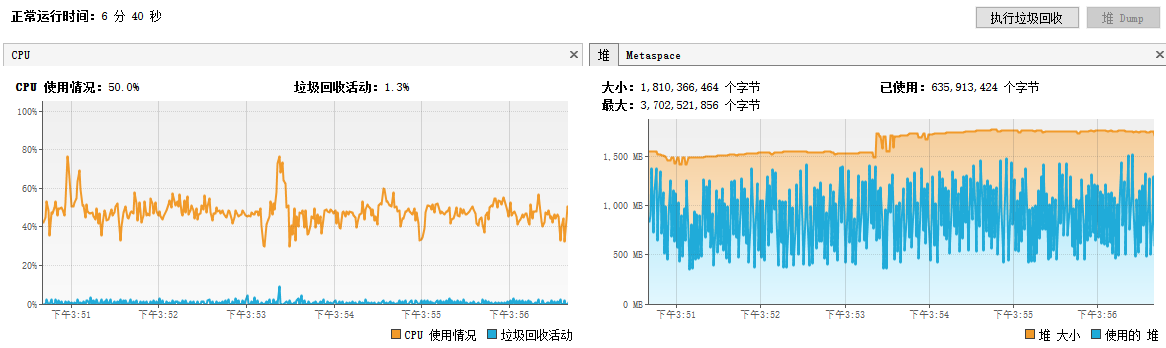 正常运行时间: 6 分 40 秒
执行垃圾回收
堆 Dump
CPU
CPU 使用情况: 50.0%
垃圾回收活动: 1.3%
100%
80%
60%
40%
20%
0%
下午3:51
下午3:52
下午3:53
下午3:54
下午3:55
下午3:56
CPU 使用情况
垃圾回收活动
堆
Metaspace
大小: 1,810,366,464 个字节
已使用: 635,913,424 个字节
最大: 3,702,521,856 个字节
1,500 MB
1,000 MB
500 MB
0 MB
下午3:51
下午3:52
下午3:53
下午3:54
下午3:55
下午3:56
堆 大小
使用的 堆